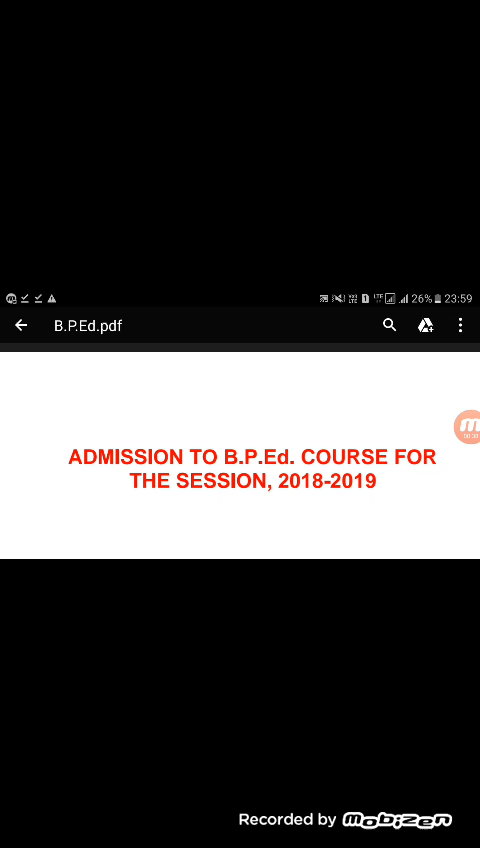 26% 23:59
B.P.Ed.pdf
ADMISSION TO B.P.Ed. COURSE FOR
THE SESSION, 2018-2019
Recorded by Mobizen